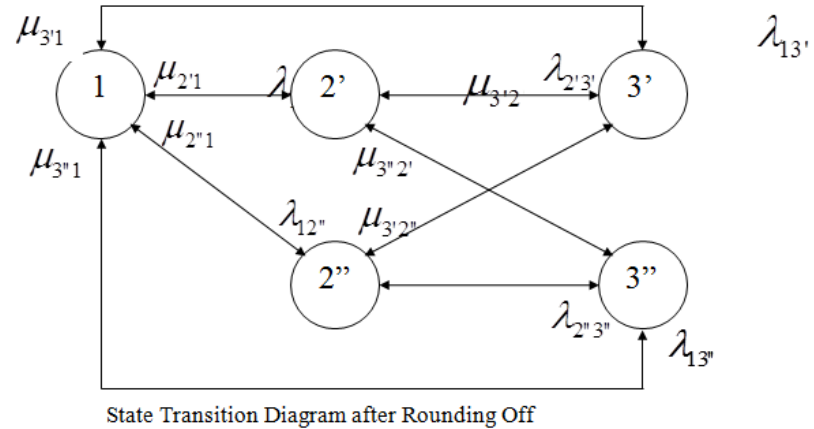 μ3'1
λ13'
1
μ2'1
λ
2’
μ3'2
λ2'3'
3’
μ2"1
μ3"1
μ3"2'
λ12"
μ3'2"
2”
3”
λ2"3"
λ13"
State Transition Diagram after Rounding Off